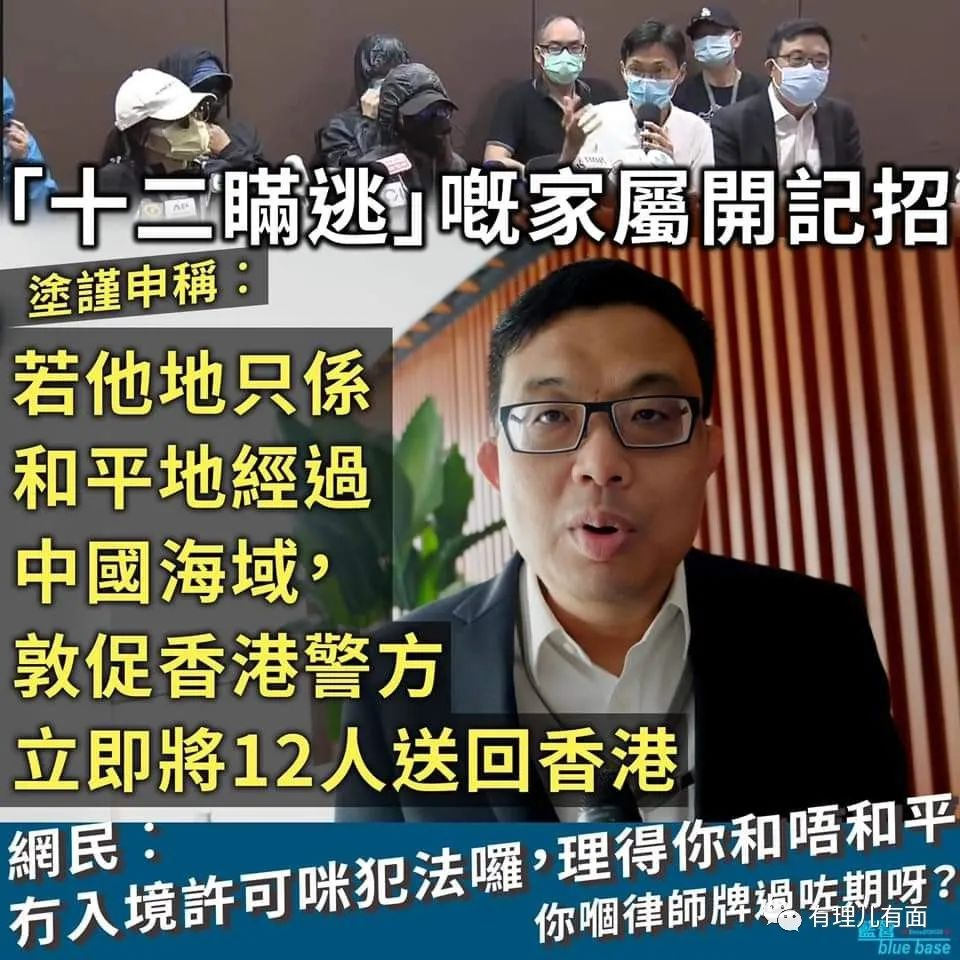 「十二瞞逃」嘅家屬開記招
塗謹申稱：
若他地只係
和平地經過
中國海域，
敦促香港警方
立即將12人送回香港
網民：
冇入境許可咪犯法囉，理得你和唔和平
你嗰律師牌過咗期呀？
有理儿有面
blue base